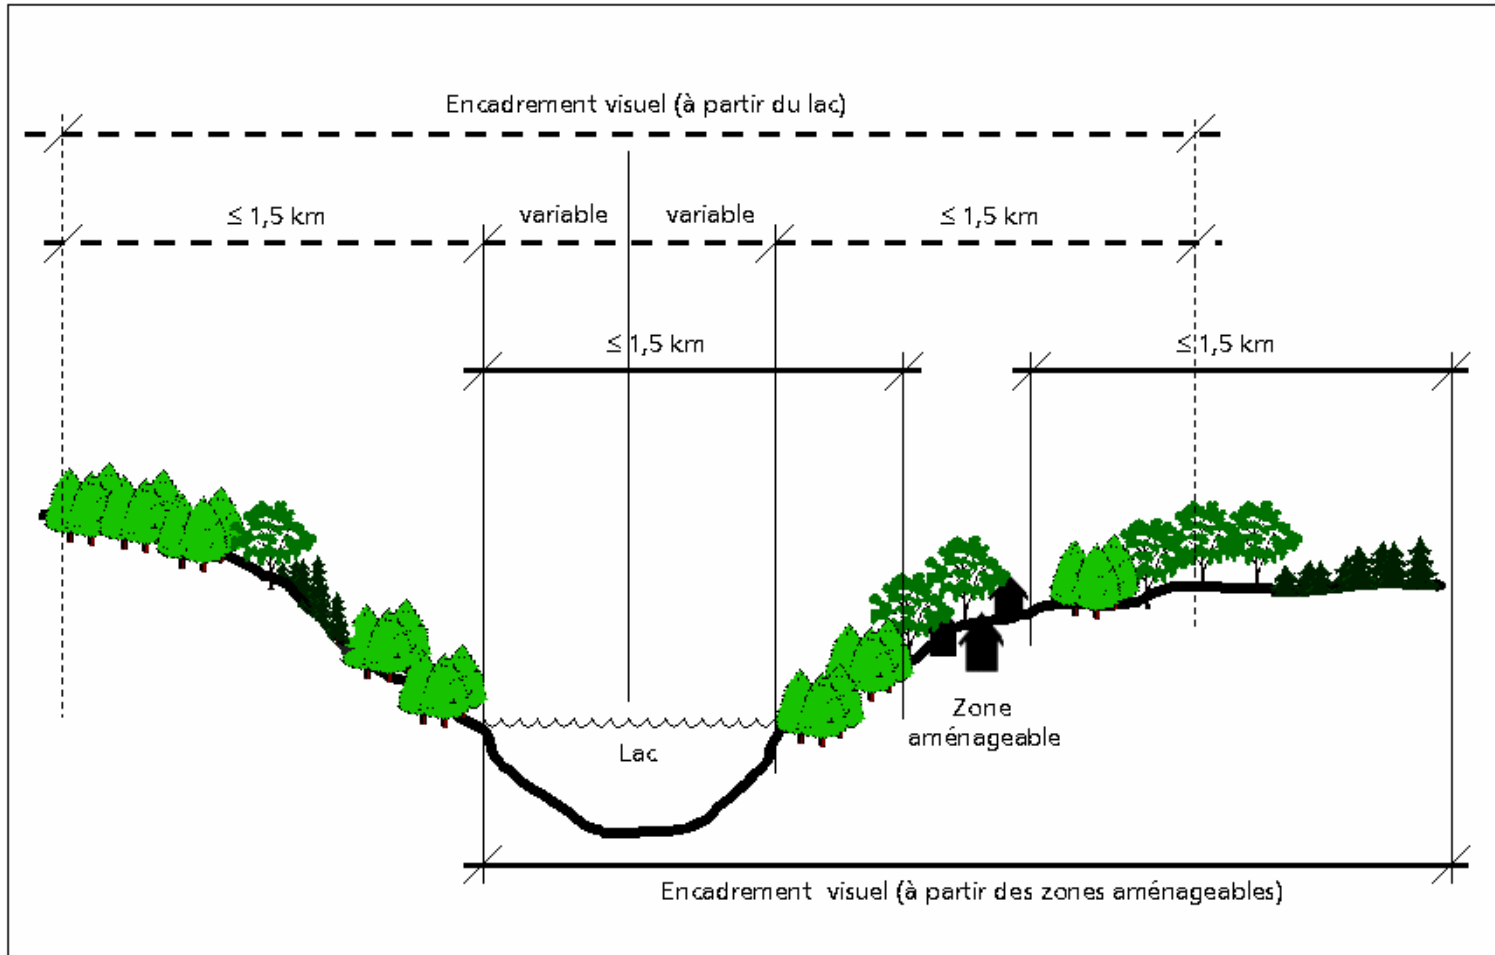 Encadrement visuel (à partir du lac)
≤ 1,5 km
variable
variable
≤ 1,5 km
≤ 1,5 km
≤ 1,5 km
Zone
aménageable
Lac
Encadrement visuel (à partir des zones aménageables)